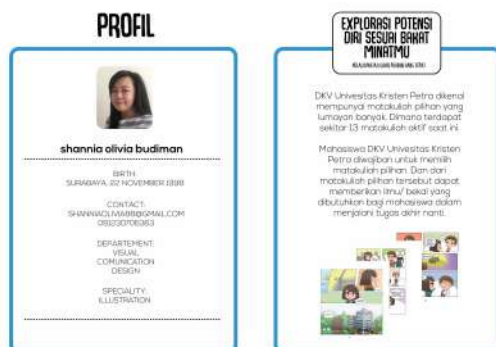 PROFIL
shannia olivia budiman
BIRTH
SURABAYA, 22 NOVEMBER 1998
CONTACT:
DEPARTEMENT:
VISUAL
COMUNICATION
DESIGN
SPECIALITY:
ILLUSTRATION
EXPLORASI POTENSI
DIRI SESUAI BAKAT
MINATMU
DKV Univesitas Kristen Petra dikenal
mempunyai matakuliah pilihan yang
lumayan banyak. Dimana terdapat
sekitar 13 matakuliah aktif saat ini.
Mahasiswa DKV Univesitas Kristen
Petra diwajibkan untuk memilih
matakuliah pilihan. Dan dari
matakuliah pilihan tersebut dapat
memberikan ilmu/ bekal yang
dibutuhkan bagi mahasiswa dalam
menjalani tugas akhir nanti.